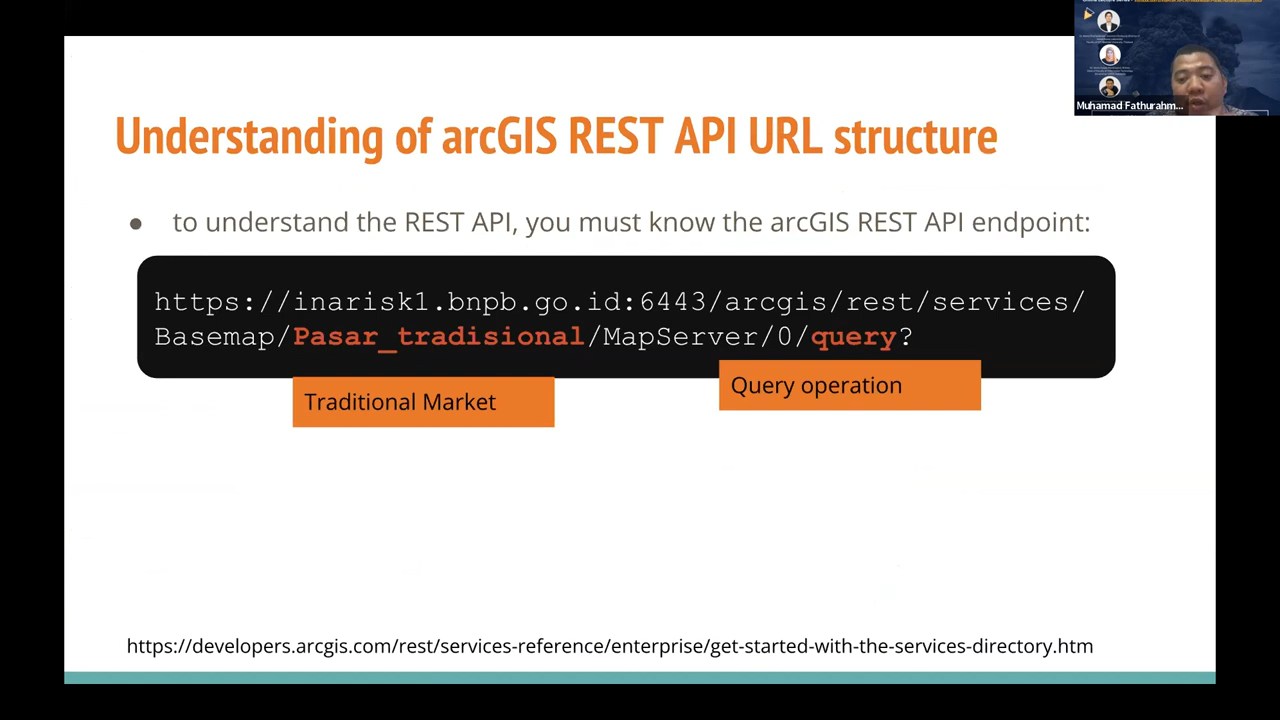 Muhamad Fathurahm...
Understanding of arcGIS REST API URL structure
● to understand the REST API, you must know the arcGIS REST API endpoint:
https://inarisk1.bnpb.go.id:6443/arcgis/rest/services/
Basemap/Pasar_tradisional/MapServer/0/query?
Traditional Market
Query operation
https://developers.arcgis.com/rest/services-reference/enterprise/get-started-with-the-services-directory.htm